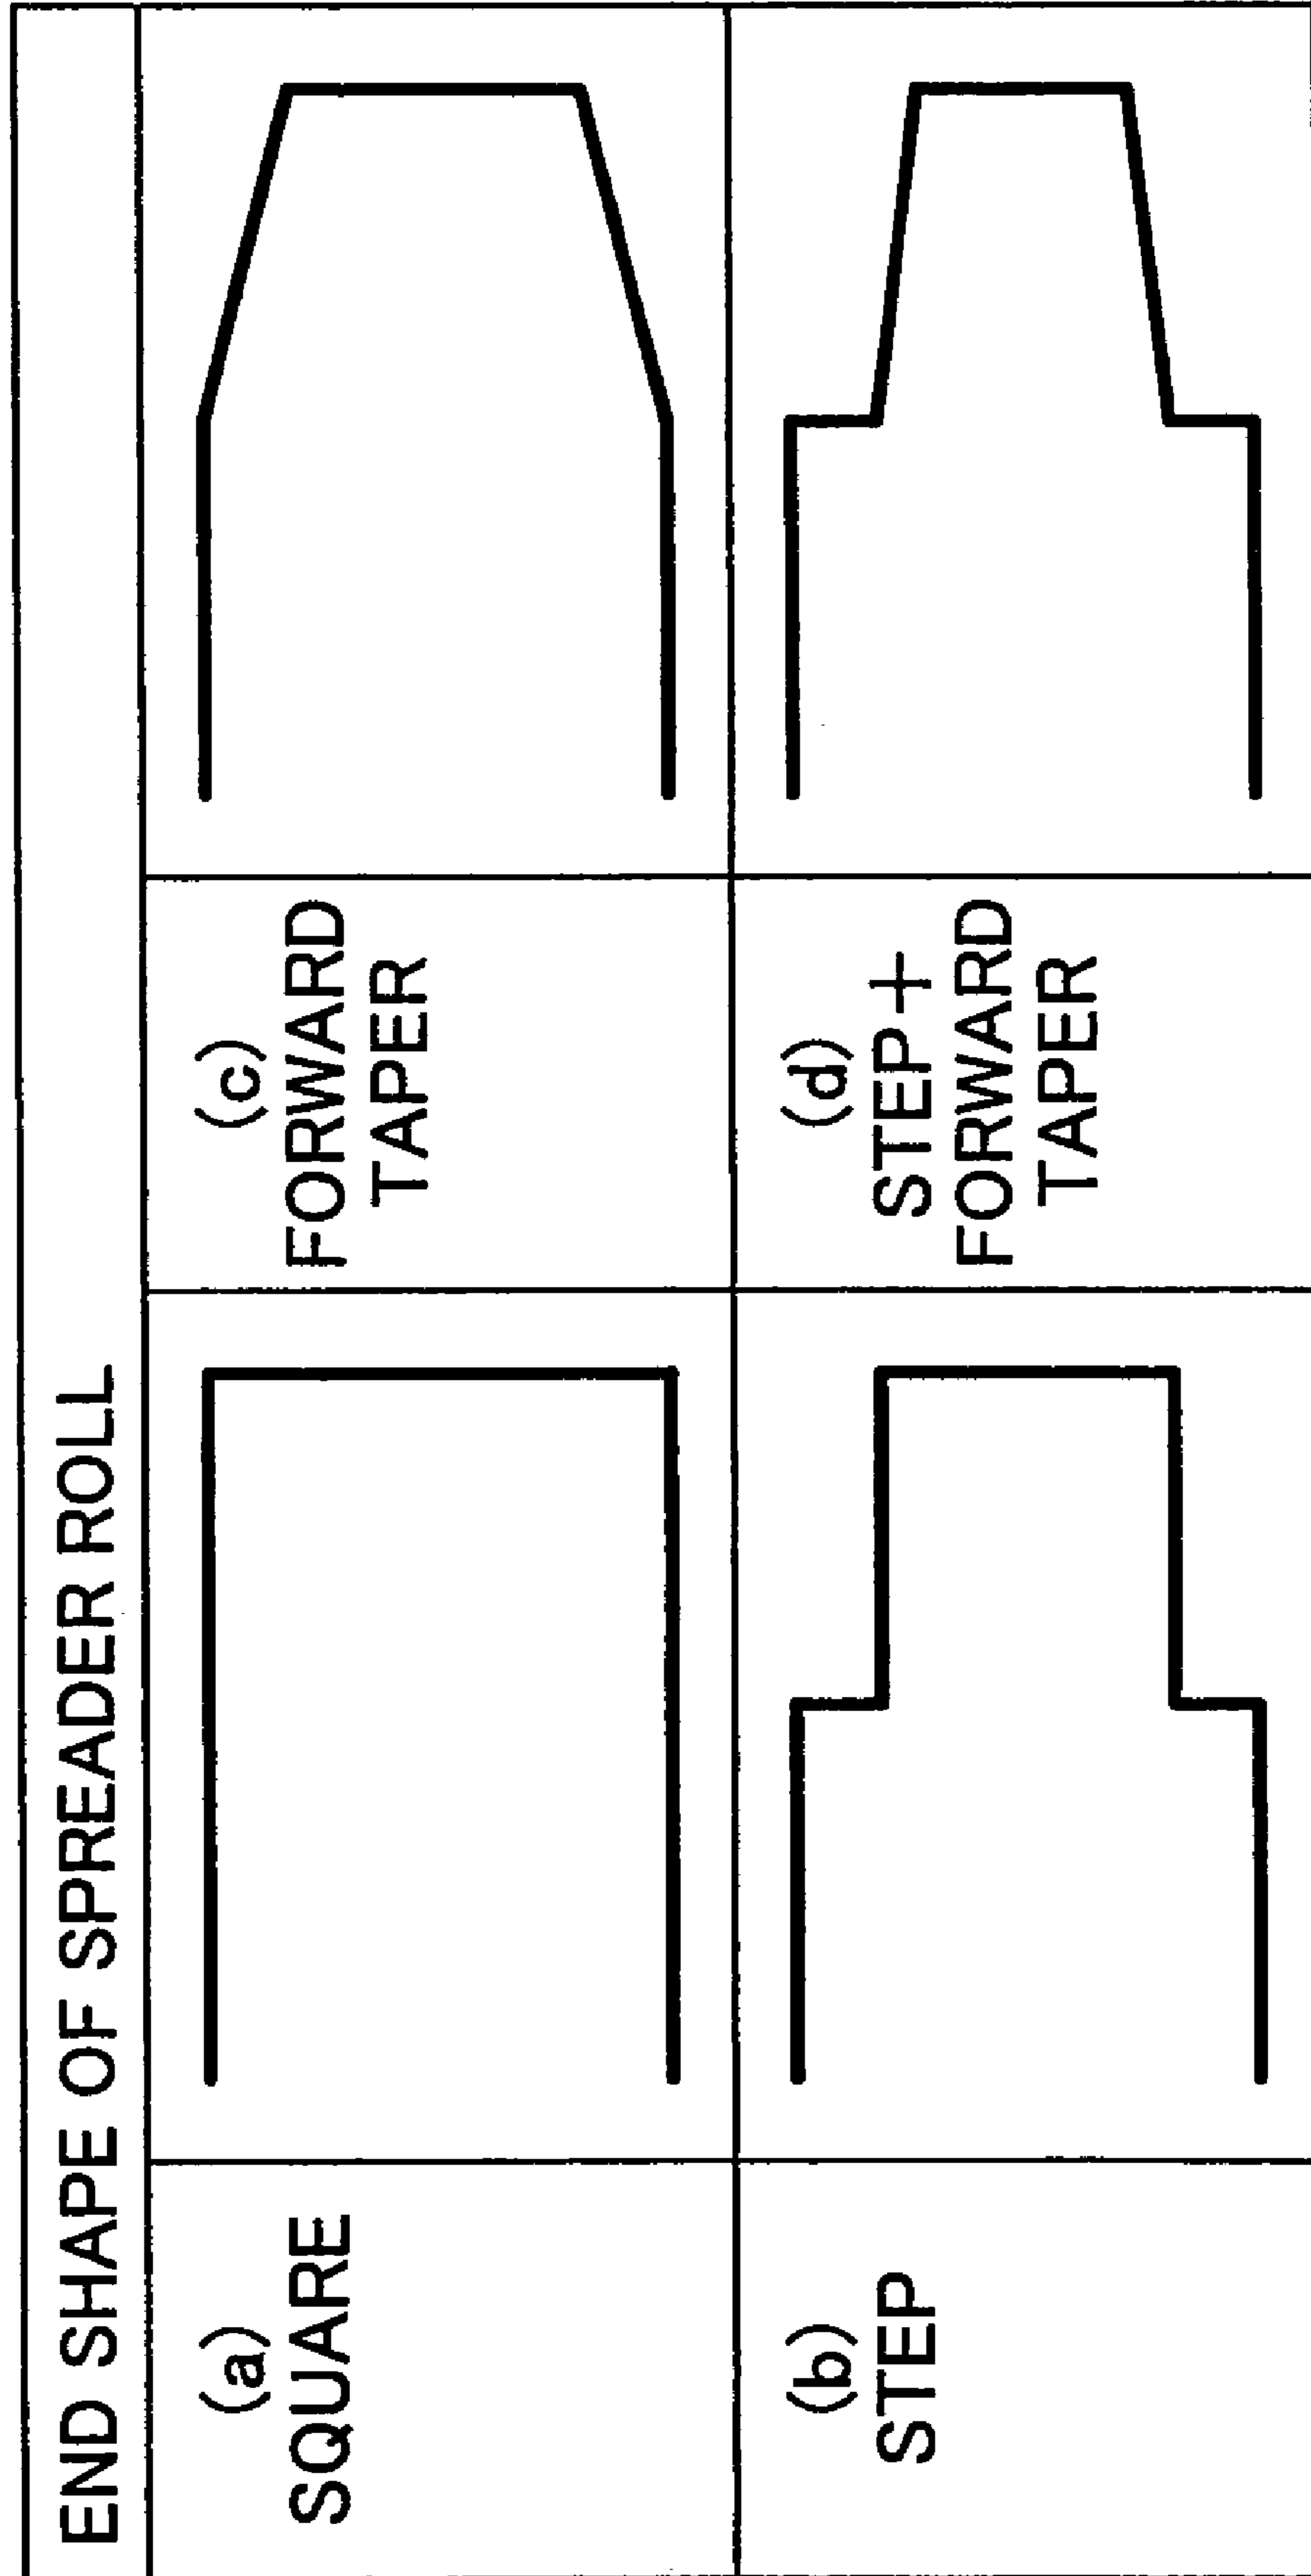 END SHAPE OF SPREADER ROLL
(a)
SQUARE
(c)
FORWARD
TAPER
(b)
STEP
(d)
STEP+
FORWARD
TAPER